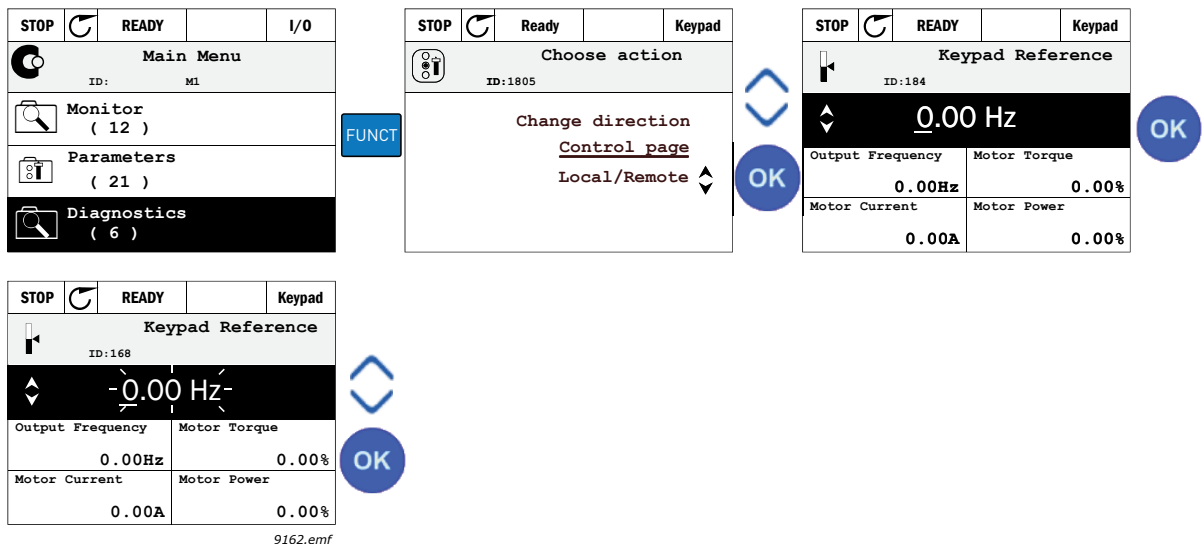 STOP READY I/O
Main Menu
ID: M1
Monitor
( 12 )
Parameters
( 21 )
Diagnostics
( 6 )
FUNCT
STOP Ready Keypad
Choose action
ID:1805
Change direction
Control page
Local/Remote
OK
STOP READY Keypad
Keypad Reference
ID:184
0.00 Hz
Output Frequency Motor Torque
0.00Hz 0.00%
Motor Current Motor Power
0.00A 0.00%
OK
STOP READY Keypad
Keypad Reference
ID:168
0.00 Hz
Output Frequency Motor Torque
0.00Hz 0.00%
Motor Current Motor Power
0.00A 0.00%
OK
9162.emf